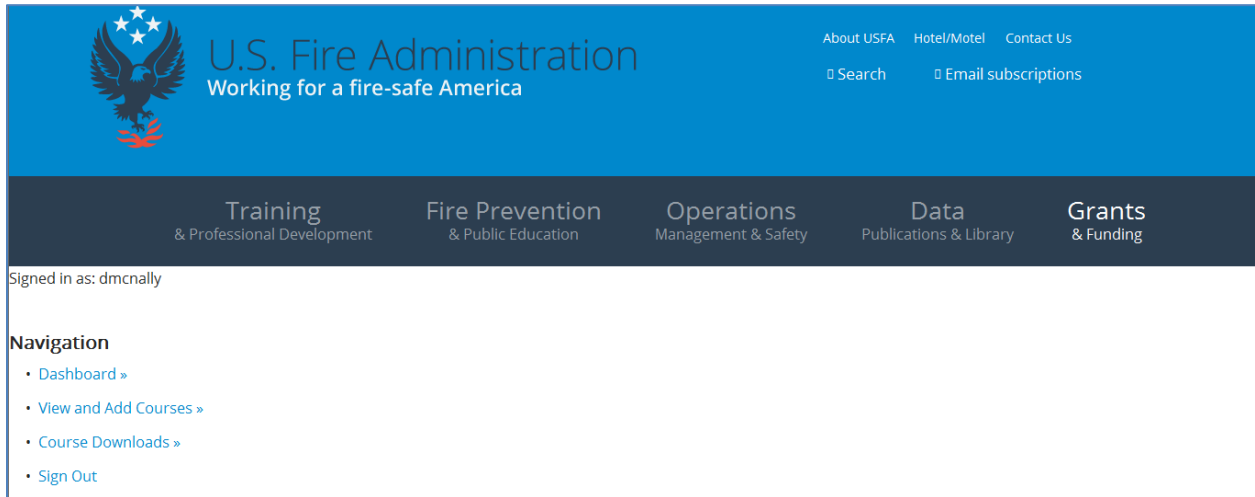 U.S. Fire Administration
Working for a fire-safe America
About USFA Hotel/Motel Contact Us
Search Email subscriptions
Training
& Professional Development
Fire Prevention
& Public Education
Operations
Management & Safety
Data
Publications & Library
Grants
& Funding
Signed in as: dmcnally
Navigation
• Dashboard »
• View and Add Courses »
• Course Downloads »
• Sign Out